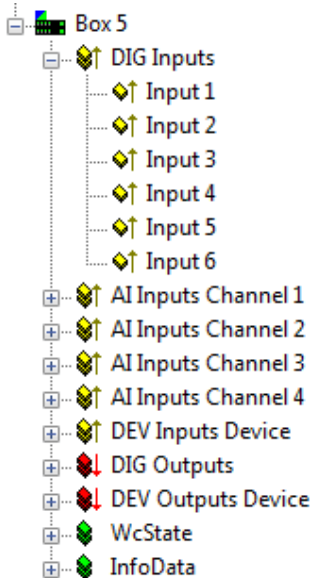 Box 5
DIG Inputs
Input 1
Input 2
Input 3
Input 4
Input 5
Input 6
AI Inputs Channel 1
AI Inputs Channel 2
AI Inputs Channel 3
AI Inputs Channel 4
DEV Inputs Device
DIG Outputs
DEV Outputs Device
WcState
InfoData